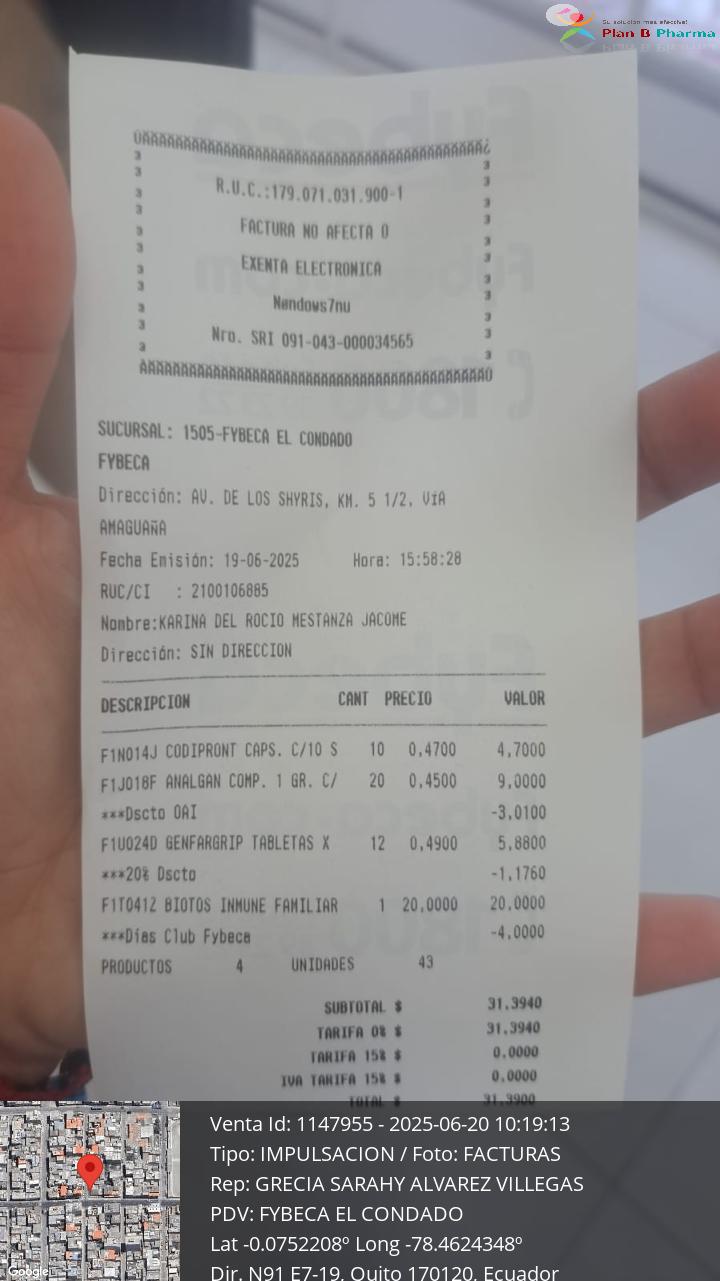 Su solución más efectiva!
Plan B Pharma
R.U.C.:179.071.031.900-1
FACTURA NO AFECTA O
EXENTA ELECTRONICA
Nøndows7nu
Nro. SRI 091-043-000034565
SUCURSAL: 1505-FYBECA EL CONDADO
FYBECA
Dirección: AV. DE LOS SHYRIS, KM. 5 1/2, VíA
AMAGUAñA
Fecha Emisión: 19-06-2025 Hora: 15:58:28
RUC/CI : 2100106885
Nombre:KARINA DEL ROCIO MESTANZA JACOME
Dirección: SIN DIRECCION
DESCRIPCION CANT PRECIO VALOR
F1N014J CODIPRONT CAPS. C/10 S 10 0,4700 4,7000
F1J018F ANALGAN COMP. 1 GR. C/ 20 0,4500 9,0000
***Dscto OAI -3,0100
F1U024D GENFARGRIP TABLETAS X 12 0,4900 5,8800
***20% Dscto -1,1760
F1T041Z BIOTOS INMUNE FAMILIAR 1 20,0000 20,0000
***Días Club Fybeca -4,0000
PRODUCTOS 4 UNIDADES 43
SUBTOTAL $ 31,3940
TARIFA 0% $ 31,3940
TARIFA 15% $ 0,0000
IVA TARIFA 15% $ 0,0000
TOTAL $ 31,3900
Venta Id: 1147955 - 2025-06-20 10:19:13
Tipo: IMPULSACION / Foto: FACTURAS
Rep: GRECIA SARAHY ALVAREZ VILLEGAS
PDV: FYBECA EL CONDADO
Lat -0.0752208º Long -78.4624348º
Dir. N91 E7-19, Quito 170120, Ecuador
Google